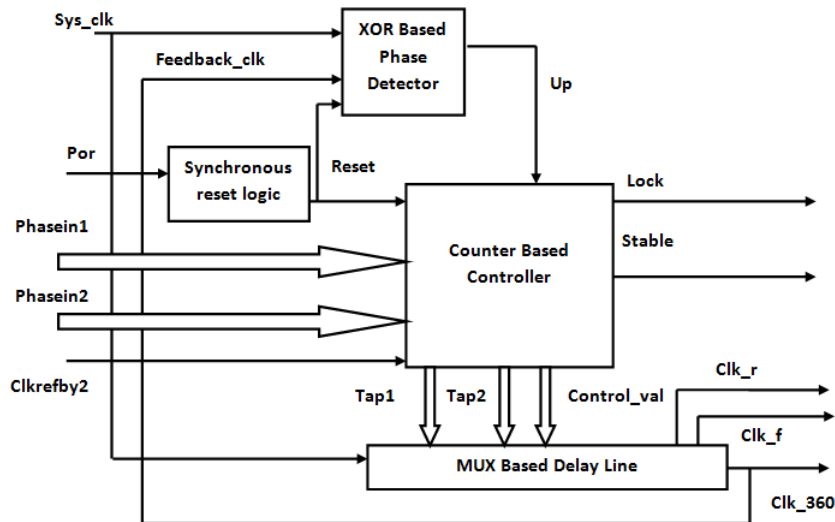 Sys_clk
XOR Based
Phase
Detector
Feedback_clk
Up
Por
Synchronous
reset logic
Reset
Lock
Phasein1
Counter Based
Controller
Stable
Phasein2
Clkrefby2
Tap1
Tap2
Control_val
Clk_r
Clk_f
MUX Based Delay Line
Clk_360